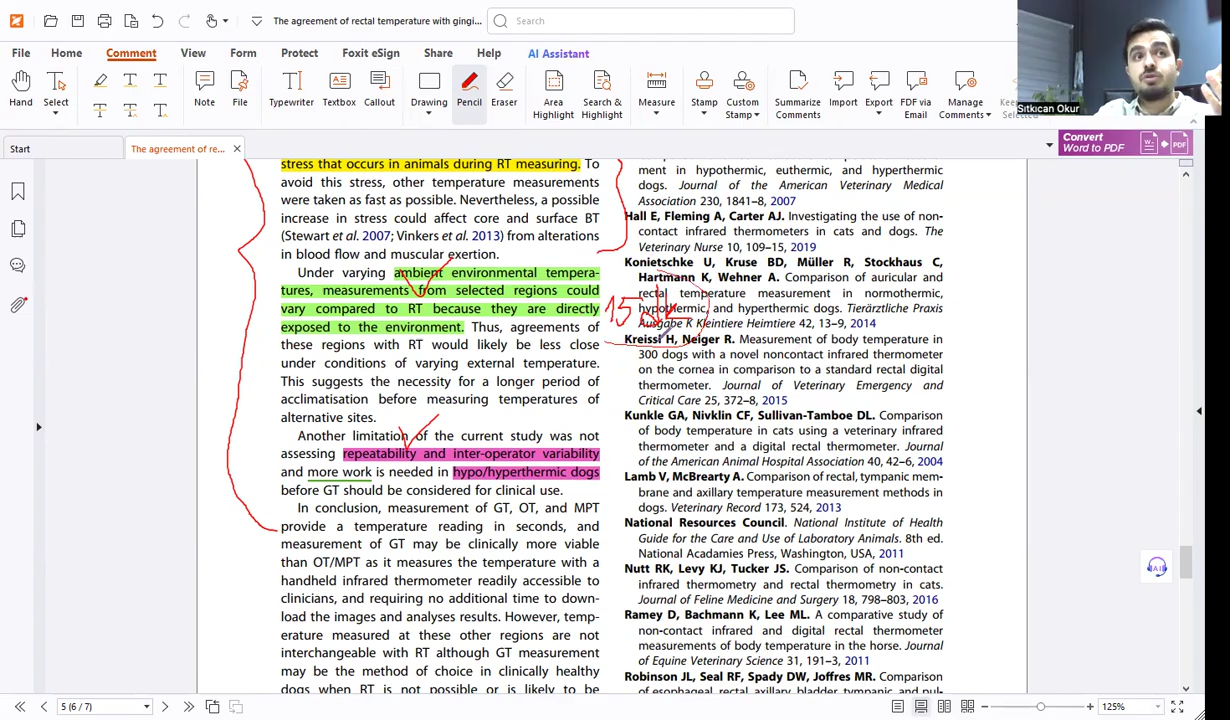 The agreement of rectal temperature with gingi...
Search
File Home Comment View Form Protect Foxit eSign Share Help AI Assistant
Hand Select Note File Typewriter Textbox Callout Drawing Pencil Eraser Area Highlight Search & Highlight Measure Stamp Custom Stamp Summarize Comments Import Export FDF via Email Manage Comments Keep Selected
Sıtkıcan Okur
Start
The agreement of re...
Convert
Word to PDF
stress that occurs in animals during RT measuring. To
avoid this stress, other temperature measurements
were taken as fast as possible. Nevertheless, a possible
increase in stress could affect core and surface BT
(Stewart et al. 2007; Vinkers et al. 2013) from alterations
in blood flow and muscular exertion.
Under varying ambient environmental tempera-
tures, measurements from selected regions could
vary compared to RT because they are directly
exposed to the environment. Thus, agreements of
these regions with RT would likely be less close
under conditions of varying external temperature.
This suggests the necessity for a longer period of
acclimatisation before measuring temperatures of
alternative sites.
Another limitation of the current study was not
assessing repeatability and inter-operator variability
and more work is needed in hypo/hyperthermic dogs
before GT should be considered for clinical use.
In conclusion, measurement of GT, OT, and MPT
provide a temperature reading in seconds, and
measurement of GT may be clinically more viable
than OT/MPT as it measures the temperature with a
handheld infrared thermometer readily accessible to
clinicians, and requiring no additional time to down-
load the images and analyses results. However, temp-
erature measured at these other regions are not
interchangeable with RT although GT measurement
may be the method of choice in clinically healthy
dogs when RT is not possible or is likely to be
ment in hypothermic, euthermic, and hyperthermic
dogs. Journal of the American Veterinary Medical
Association 230, 1841–8, 2007
Hall E, Fleming A, Carter AJ. Investigating the use of non-
contact infrared thermometers in cats and dogs. The
Veterinary Nurse 10, 109–15, 2019
Konietschke U, Kruse BD, Müller R, Stockhaus C,
Hartmann K, Wehner A. Comparison of auricular and
rectal temperature measurement in normothermic,
hypothermic, and hyperthermic dogs. Tierärztliche Praxis
Ausgabe K Kleintiere Heimtiere 42, 13–9, 2014
15 dk
Kreissl H, Neiger R. Measurement of body temperature in
300 dogs with a novel noncontact infrared thermometer
on the cornea in comparison to a standard rectal digital
thermometer. Journal of Veterinary Emergency and
Critical Care 25, 372–8, 2015
Kunkle GA, Nivklin CF, Sullivan-Tamboe DL. Comparison
of body temperature in cats using a veterinary infrared
thermometer and a digital rectal thermometer. Journal
of the American Animal Hospital Association 40, 42–6, 2004
Lamb V, McBrearty A. Comparison of rectal, tympanic mem-
brane and axillary temperature measurement methods in
dogs. Veterinary Record 173, 524, 2013
National Resources Council. National Institute of Health
Guide for the Care and Use of Laboratory Animals. 8th ed.
National Acadamies Press, Washington, USA, 2011
Nutt RK, Levy KJ, Tucker JS. Comparison of non-contact
infrared thermometry and rectal thermometry in cats.
Journal of Feline Medicine and Surgery 18, 798–803, 2016
Ramey D, Bachmann K, Lee ML. A comparative study of
non-contact infrared and digital rectal thermometer
measurements of body temperature in the horse. Journal
of Equine Veterinary Science 31, 191–3, 2011
Robinson JL, Seal RF, Spady DW, Joffres MR. Comparison
of esophageal, rectal, axillary, bladder, tympanic, and pul-
AI
5 (6 / 7)
125%